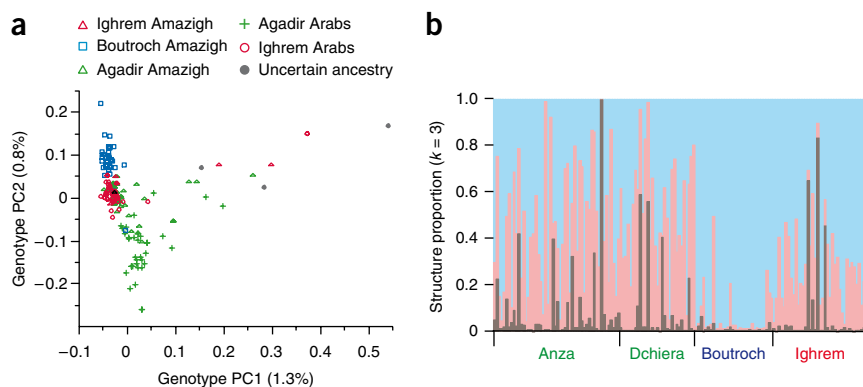 a
Ighrem Amazigh
Agadir Arabs
Boutroch Amazigh
Ighrem Arabs
Agadir Amazigh
Uncertain ancestry
Genotype PC2 (0.8%)
0.2
0.1
0
−0.1
−0.2
−0.1
0
0.1
0.2
0.3
0.4
0.5
Genotype PC1 (1.3%)
b
Structure proportion (k = 3)
1.0
0.8
0.6
0.4
0.2
0
Anza
Dchiera
Boutroch
Ighrem